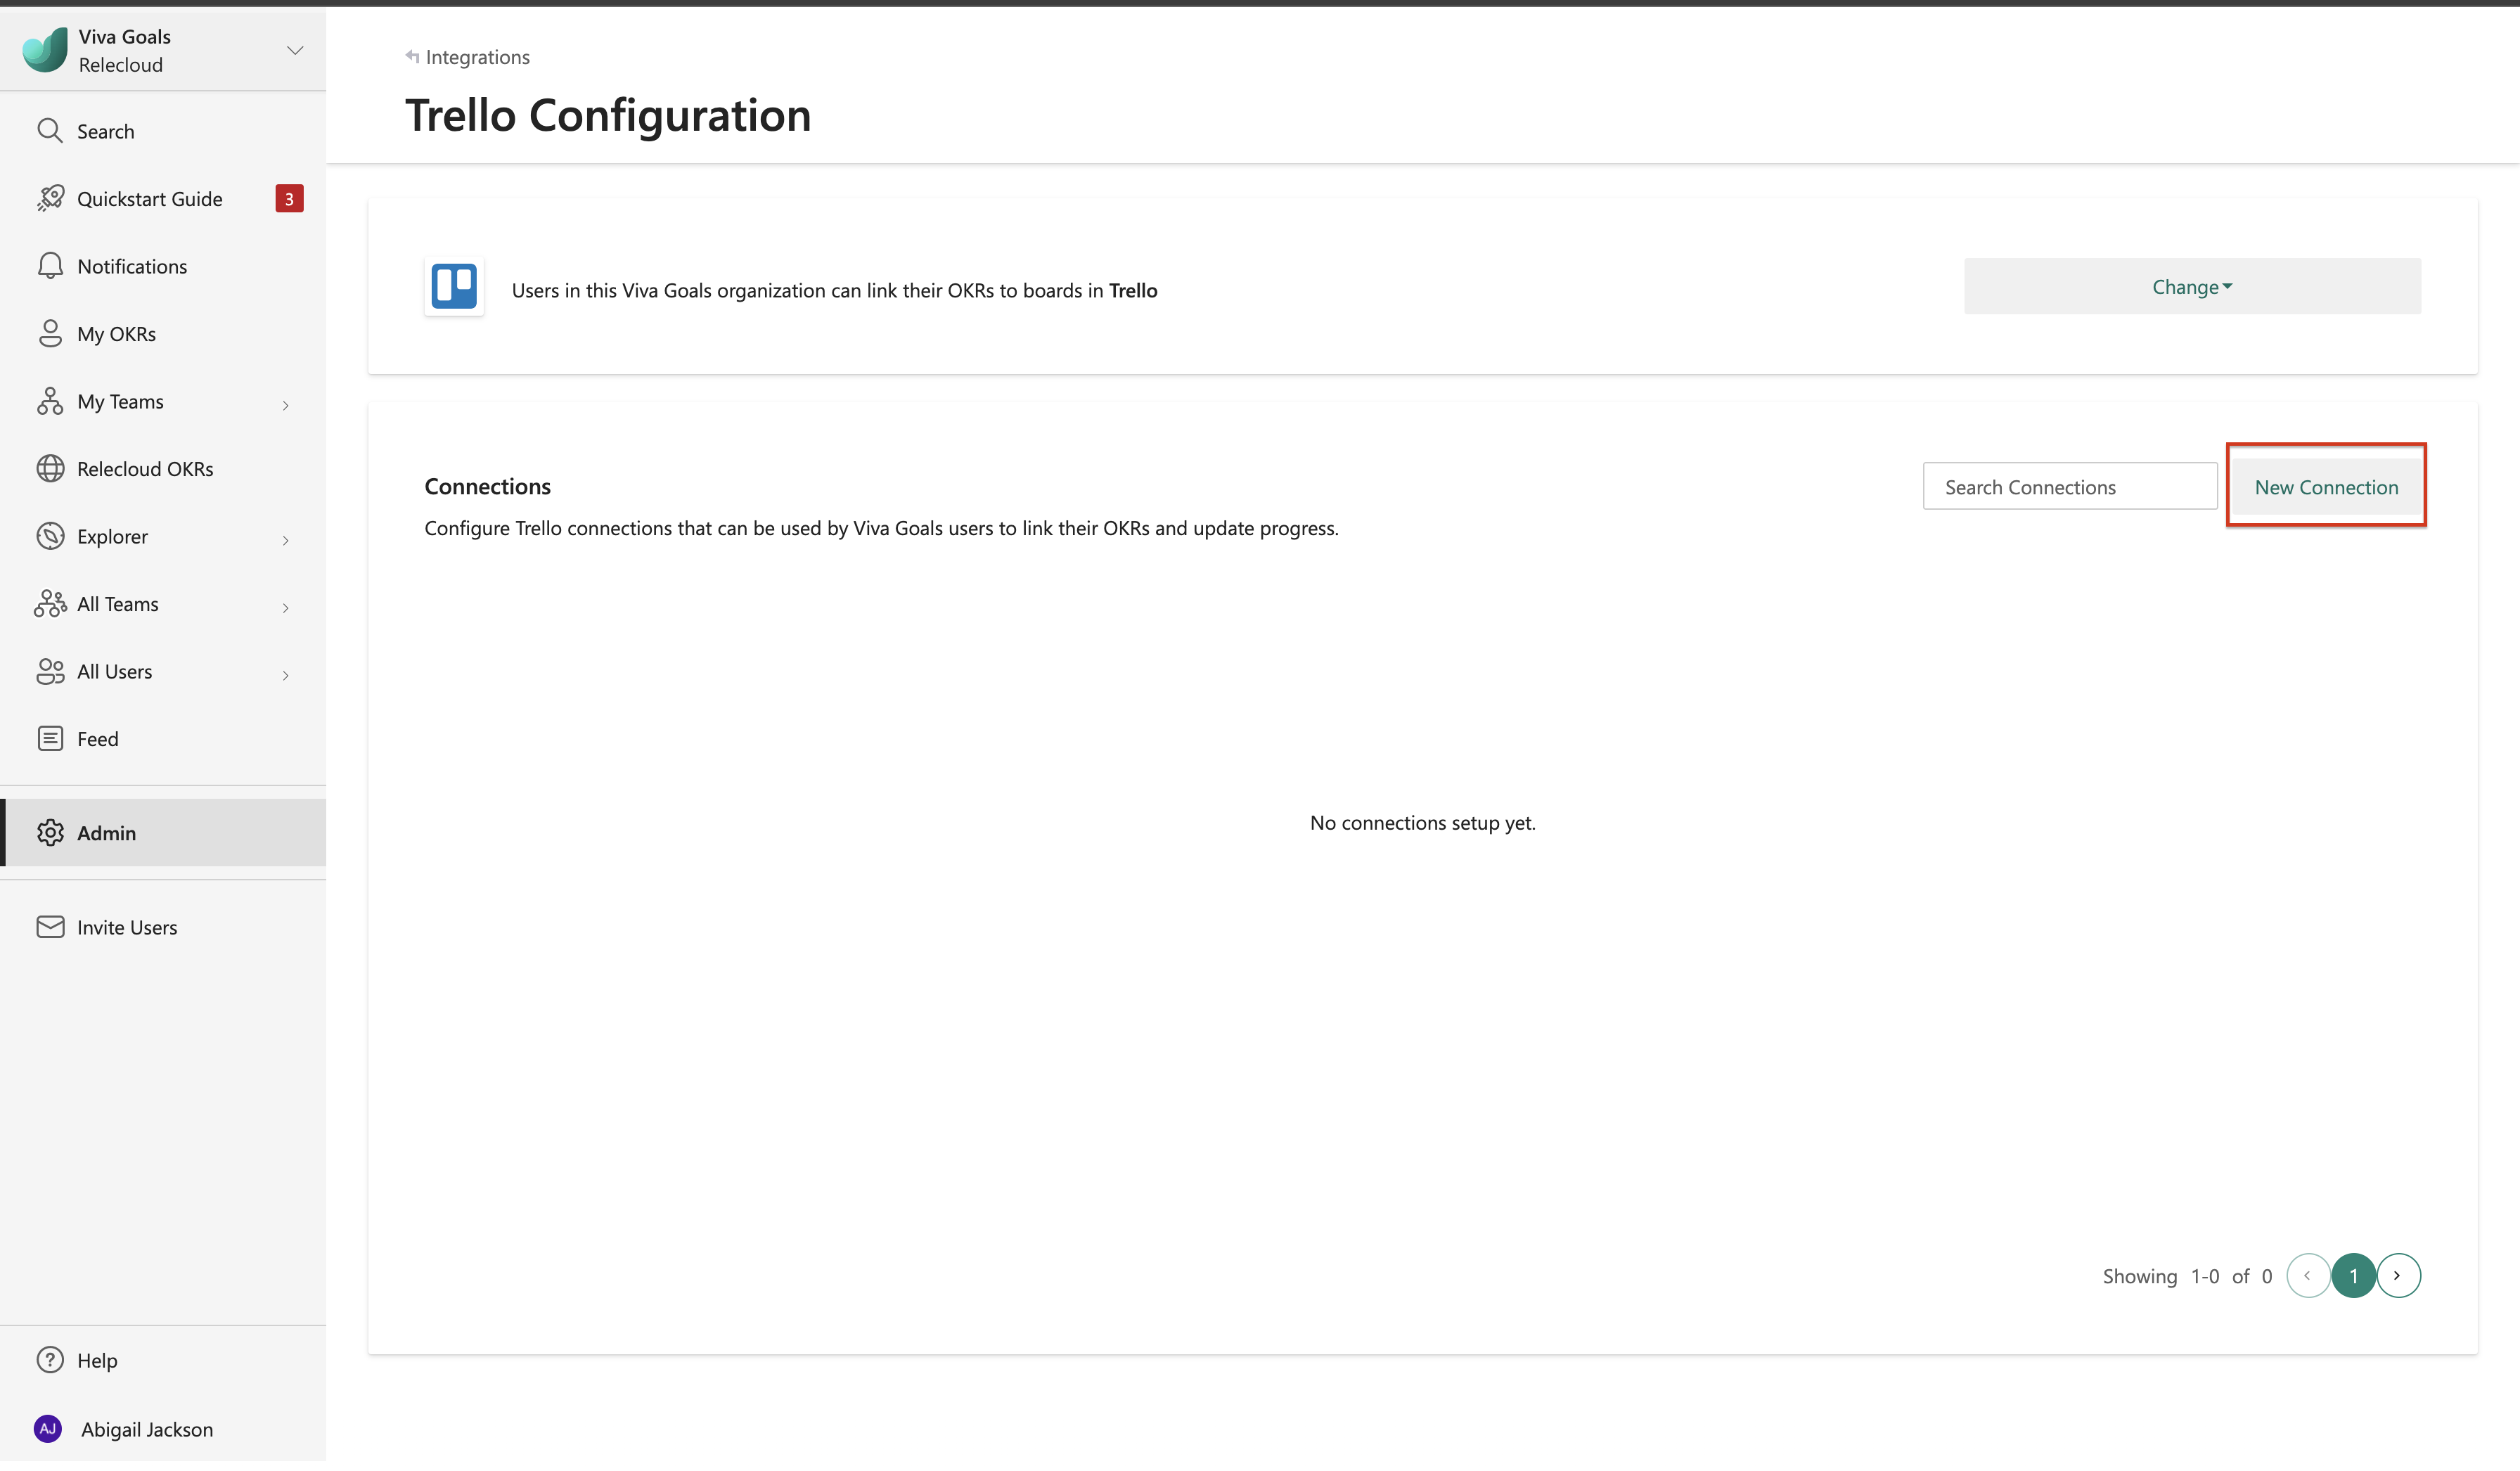 Viva Goals
Relecloud
Search
Quickstart Guide 3
Notifications
My OKRs
My Teams
Relecloud OKRs
Explorer
All Teams
All Users
Feed
Admin
Invite Users
Help
AJ Abigail Jackson
Integrations
Trello Configuration
Users in this Viva Goals organization can link their OKRs to boards in Trello
Change
Connections
Search Connections
New Connection
Configure Trello connections that can be used by Viva Goals users to link their OKRs and update progress.
No connections setup yet.
Showing 1-0 of 0 1